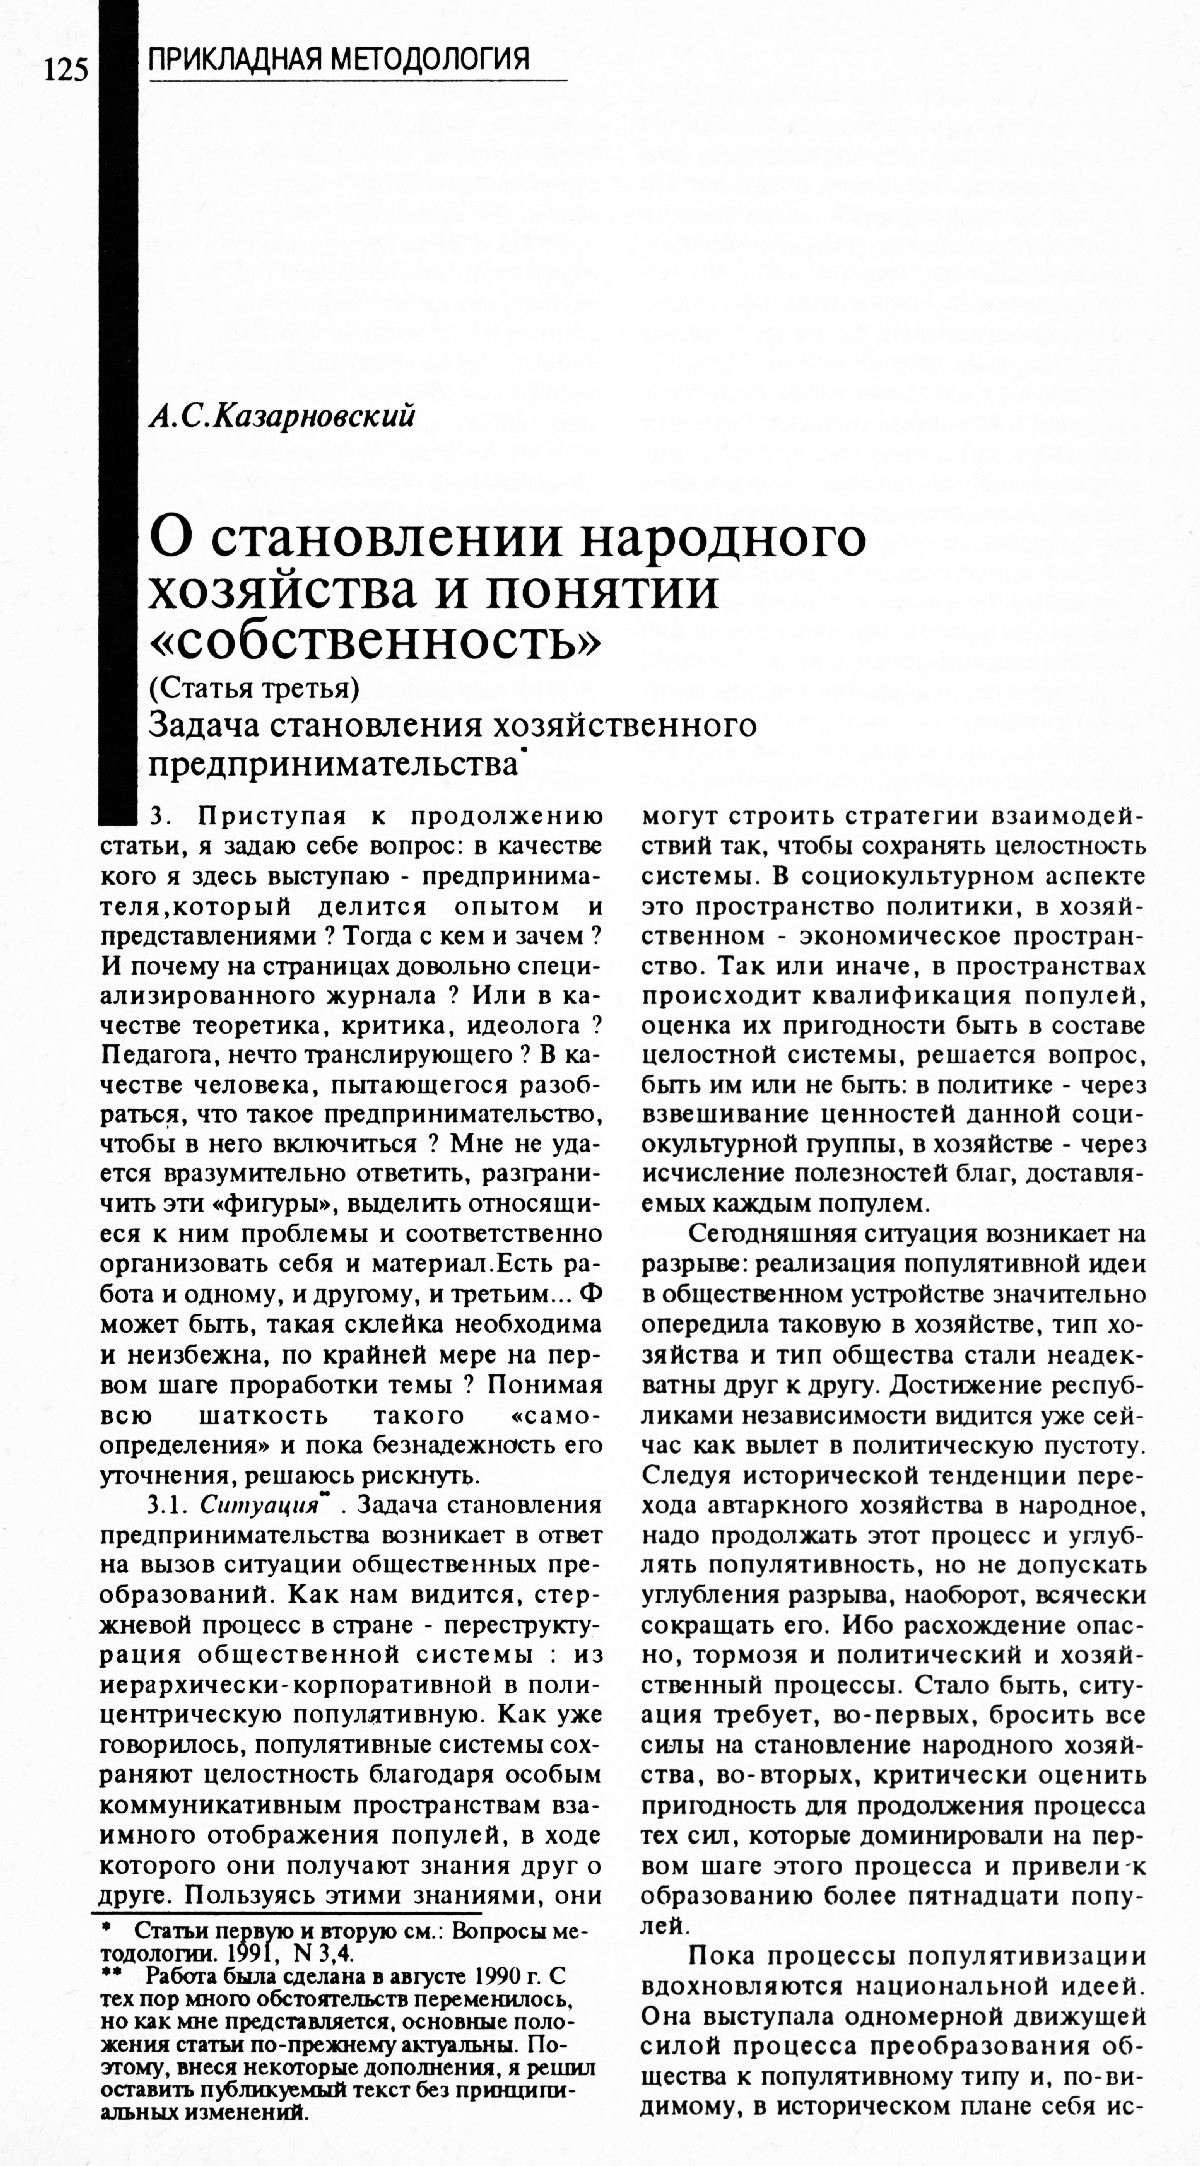 125
ПРИКЛАДНАЯ МЕТОДОЛОГИЯ
А.С.Казарновский
О становлении народного
хозяйства и понятии
«собственность»
(Статья третья)
Задача становления хозяйственного
предпринимательства*
3. Приступая к продолжению
статьи, я задаю себе вопрос: в качестве
кого я здесь выступаю - предпринима-
теля,который делится опытом и
представлениями ? Тогда с кем и зачем ?
И почему на страницах довольно специ-
ализированного журнала ? Или в ка-
честве теоретика, критика, идеолога ?
Педагога, нечто транслирующего ? В ка-
честве человека, пытающегося разоб-
раться, что такое предпринимательство,
чтобы в него включиться ? Мне не уда-
ется вразумительно ответить, разграни-
чить эти «фигуры», выделить относящи-
еся к ним проблемы и соответственно
организовать себя и материал.Есть ра-
бота и одному, и другому, и третьим... Ф
может быть, такая склейка необходима
и неизбежна, по крайней мере на пер-
вом шаге проработки темы ? Понимая
всю шаткость такого «само-
определения» и пока безнадежность его
уточнения, решаюсь рискнуть.
3.1. Ситуация** . Задача становления
предпринимательства возникает в ответ
на вызов ситуации общественных пре-
образований. Как нам видится, стер-
жневой процесс в стране - переструкту-
рация общественной системы : из
иерархически-корпоративной в поли-
центрическую популятивную. Как уже
говорилось, популятивные системы сох-
раняют целостность благодаря особым
коммуникативным пространствам вза-
имного отображения популей, в ходе
которого они получают знания друг о
друге. Пользуясь этими знаниями, они
* Статьи первую и вторую см.: Вопросы ме-
тодологии. 1991, N 3,4.
** Работа была сделана в августе 1990 г. С
тех пор много обстоятельств переменилось,
но как мне представляется, основные поло-
жения статьи по-прежнему актуальны. По-
этому, внеся некоторые дополнения, я решил
оставить публикуемый текст без принципи-
альных изменений.
могут строить стратегии взаимодей-
ствий так, чтобы сохранять целостность
системы. В социокультурном аспекте
это пространство политики, в хозяй-
ственном - экономическое простран-
ство. Так или иначе, в пространствах
происходит квалификация популей,
оценка их пригодности быть в составе
целостной системы, решается вопрос,
быть им или не быть: в политике - через
взвешивание ценностей данной соци-
окультурной группы, в хозяйстве - через
исчисление полезностей благ, доставля-
емых каждым популем.
Сегодняшняя ситуация возникает на
разрыве: реализация популятивной идеи
в общественном устройстве значительно
опередила таковую в хозяйстве, тип хо-
зяйства и тип общества стали неадек-
ватны друг к другу. Достижение респуб-
ликами независимости видится уже сей-
час как вылет в политическую пустоту.
Следуя исторической тенденции пере-
хода автаркного хозяйства в народное,
надо продолжать этот процесс и углуб-
лять популятивность, но не допускать
углубления разрыва, наоборот, всячески
сокращать его. Ибо расхождение опас-
но, тормозя и политический и хозяй-
ственный процессы. Стало быть, ситу-
ация требует, во-первых, бросить все
силы на становление народного хозяй-
ства, во-вторых, критически оценить
пригодность для продолжения процесса
тех сил, которые доминировали на пер-
вом шаге этого процесса и привели к
образованию более пятнадцати попу-
лей.
Пока процессы популятивизации
вдохновляются национальной идеей.
Она выступала одномерной движущей
силой процесса преобразования об-
щества к популятивному типу и, по-ви-
димому, в историческом плане себя ис-